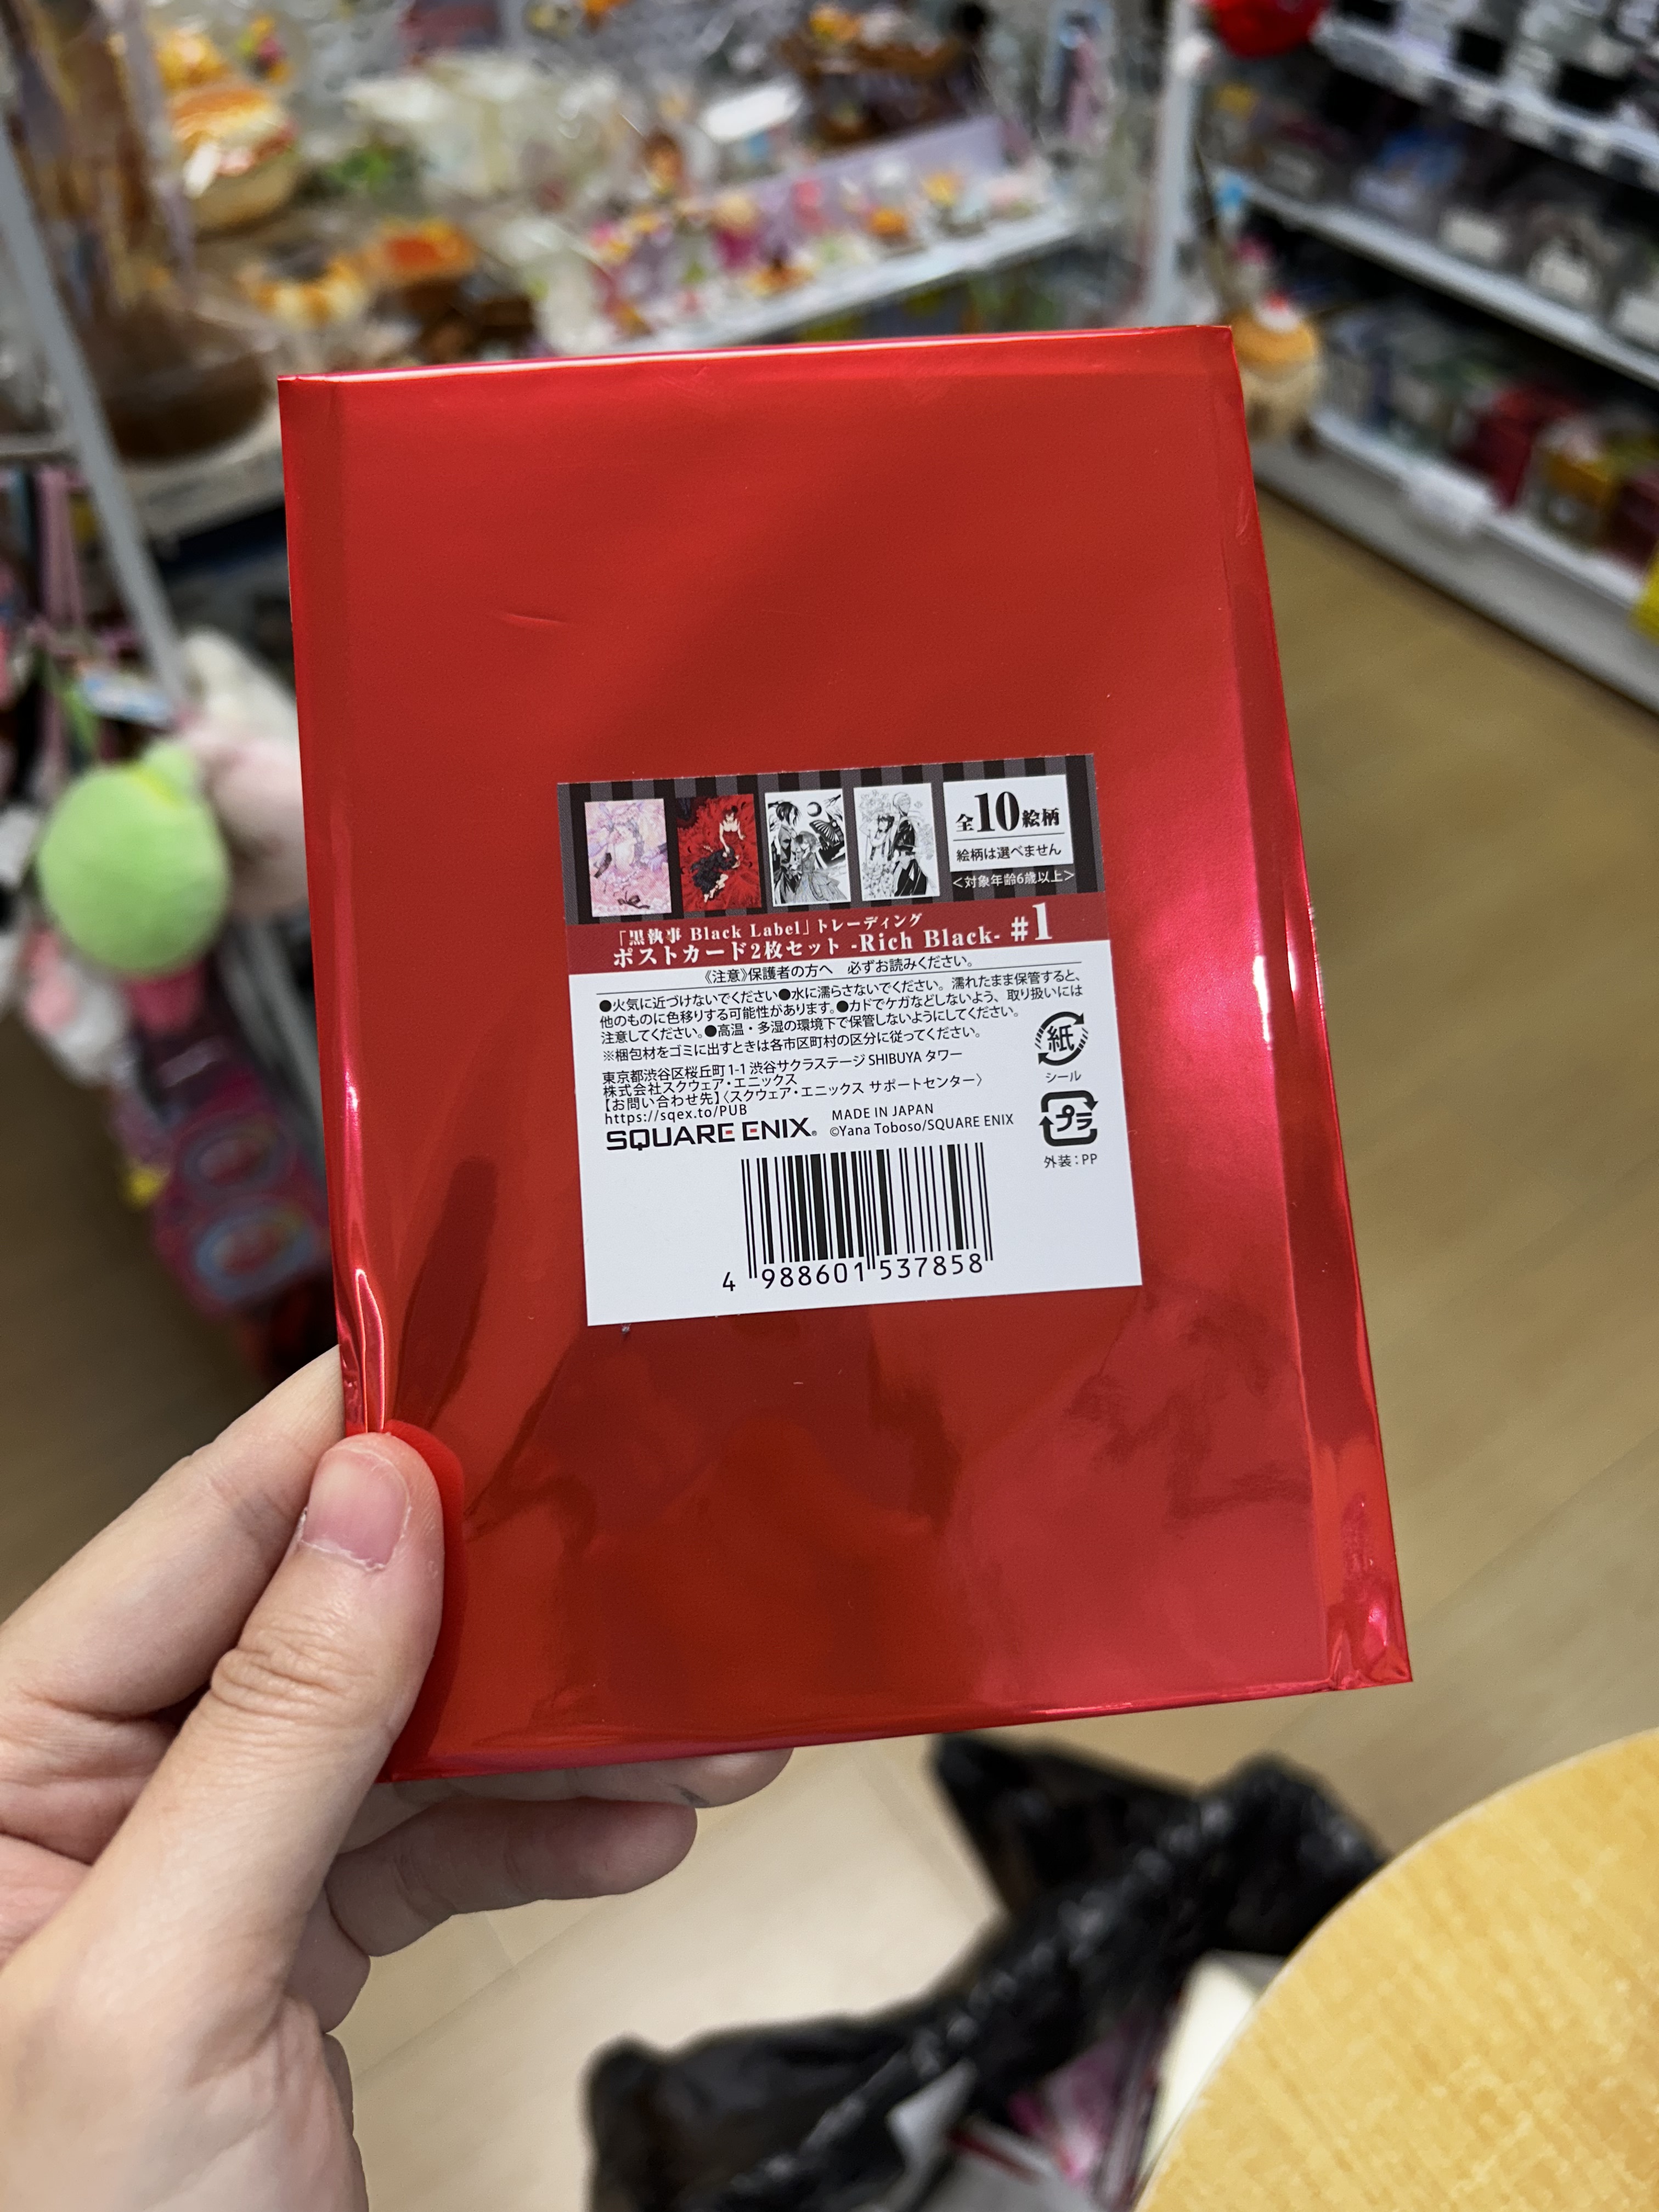 全10絵柄
絵柄は選べません
＜対象年齢6歳以上＞
「黒執事 Black Label」トレーディング
ポストカード2枚セット -Rich Black- #1
《注意》保護者の方へ　必ずお読みください。
●火気に近づけないでください●水に濡らさないでください。濡れたまま保管すると、
他のものに色移りする可能性があります。●カドでケガなどしないよう、取り扱いには
注意してください。●高温・多湿の環境下で保管しないようにしてください。
※梱包材をゴミに出すときは各市区町村の区分に従ってください。
東京都渋谷区桜丘町1-1 渋谷サクラステージSHIBUYAタワー
株式会社スクウェア・エニックス
【お問い合わせ先】〈スクウェア・エニックス サポートセンター〉
https://sqex.to/PUB
SQUARE ENIX®
MADE IN JAPAN
©Yana Toboso/SQUARE ENIX
紙
シール
プラ
外装：PP
4 988601 537858